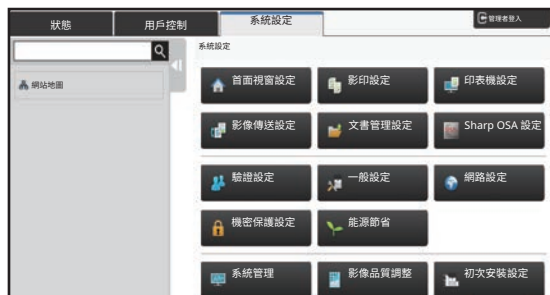 狀態
用戶控制
系統設定
管理者登入
系統設定
網站地圖
首面視窗設定
影印設定
印表機設定
影像傳送設定
文書管理設定
Sharp OSA 設定
驗證設定
一般設定
網路設定
機密保護設定
能源節省
系統管理
影像品質調整
初次安裝設定